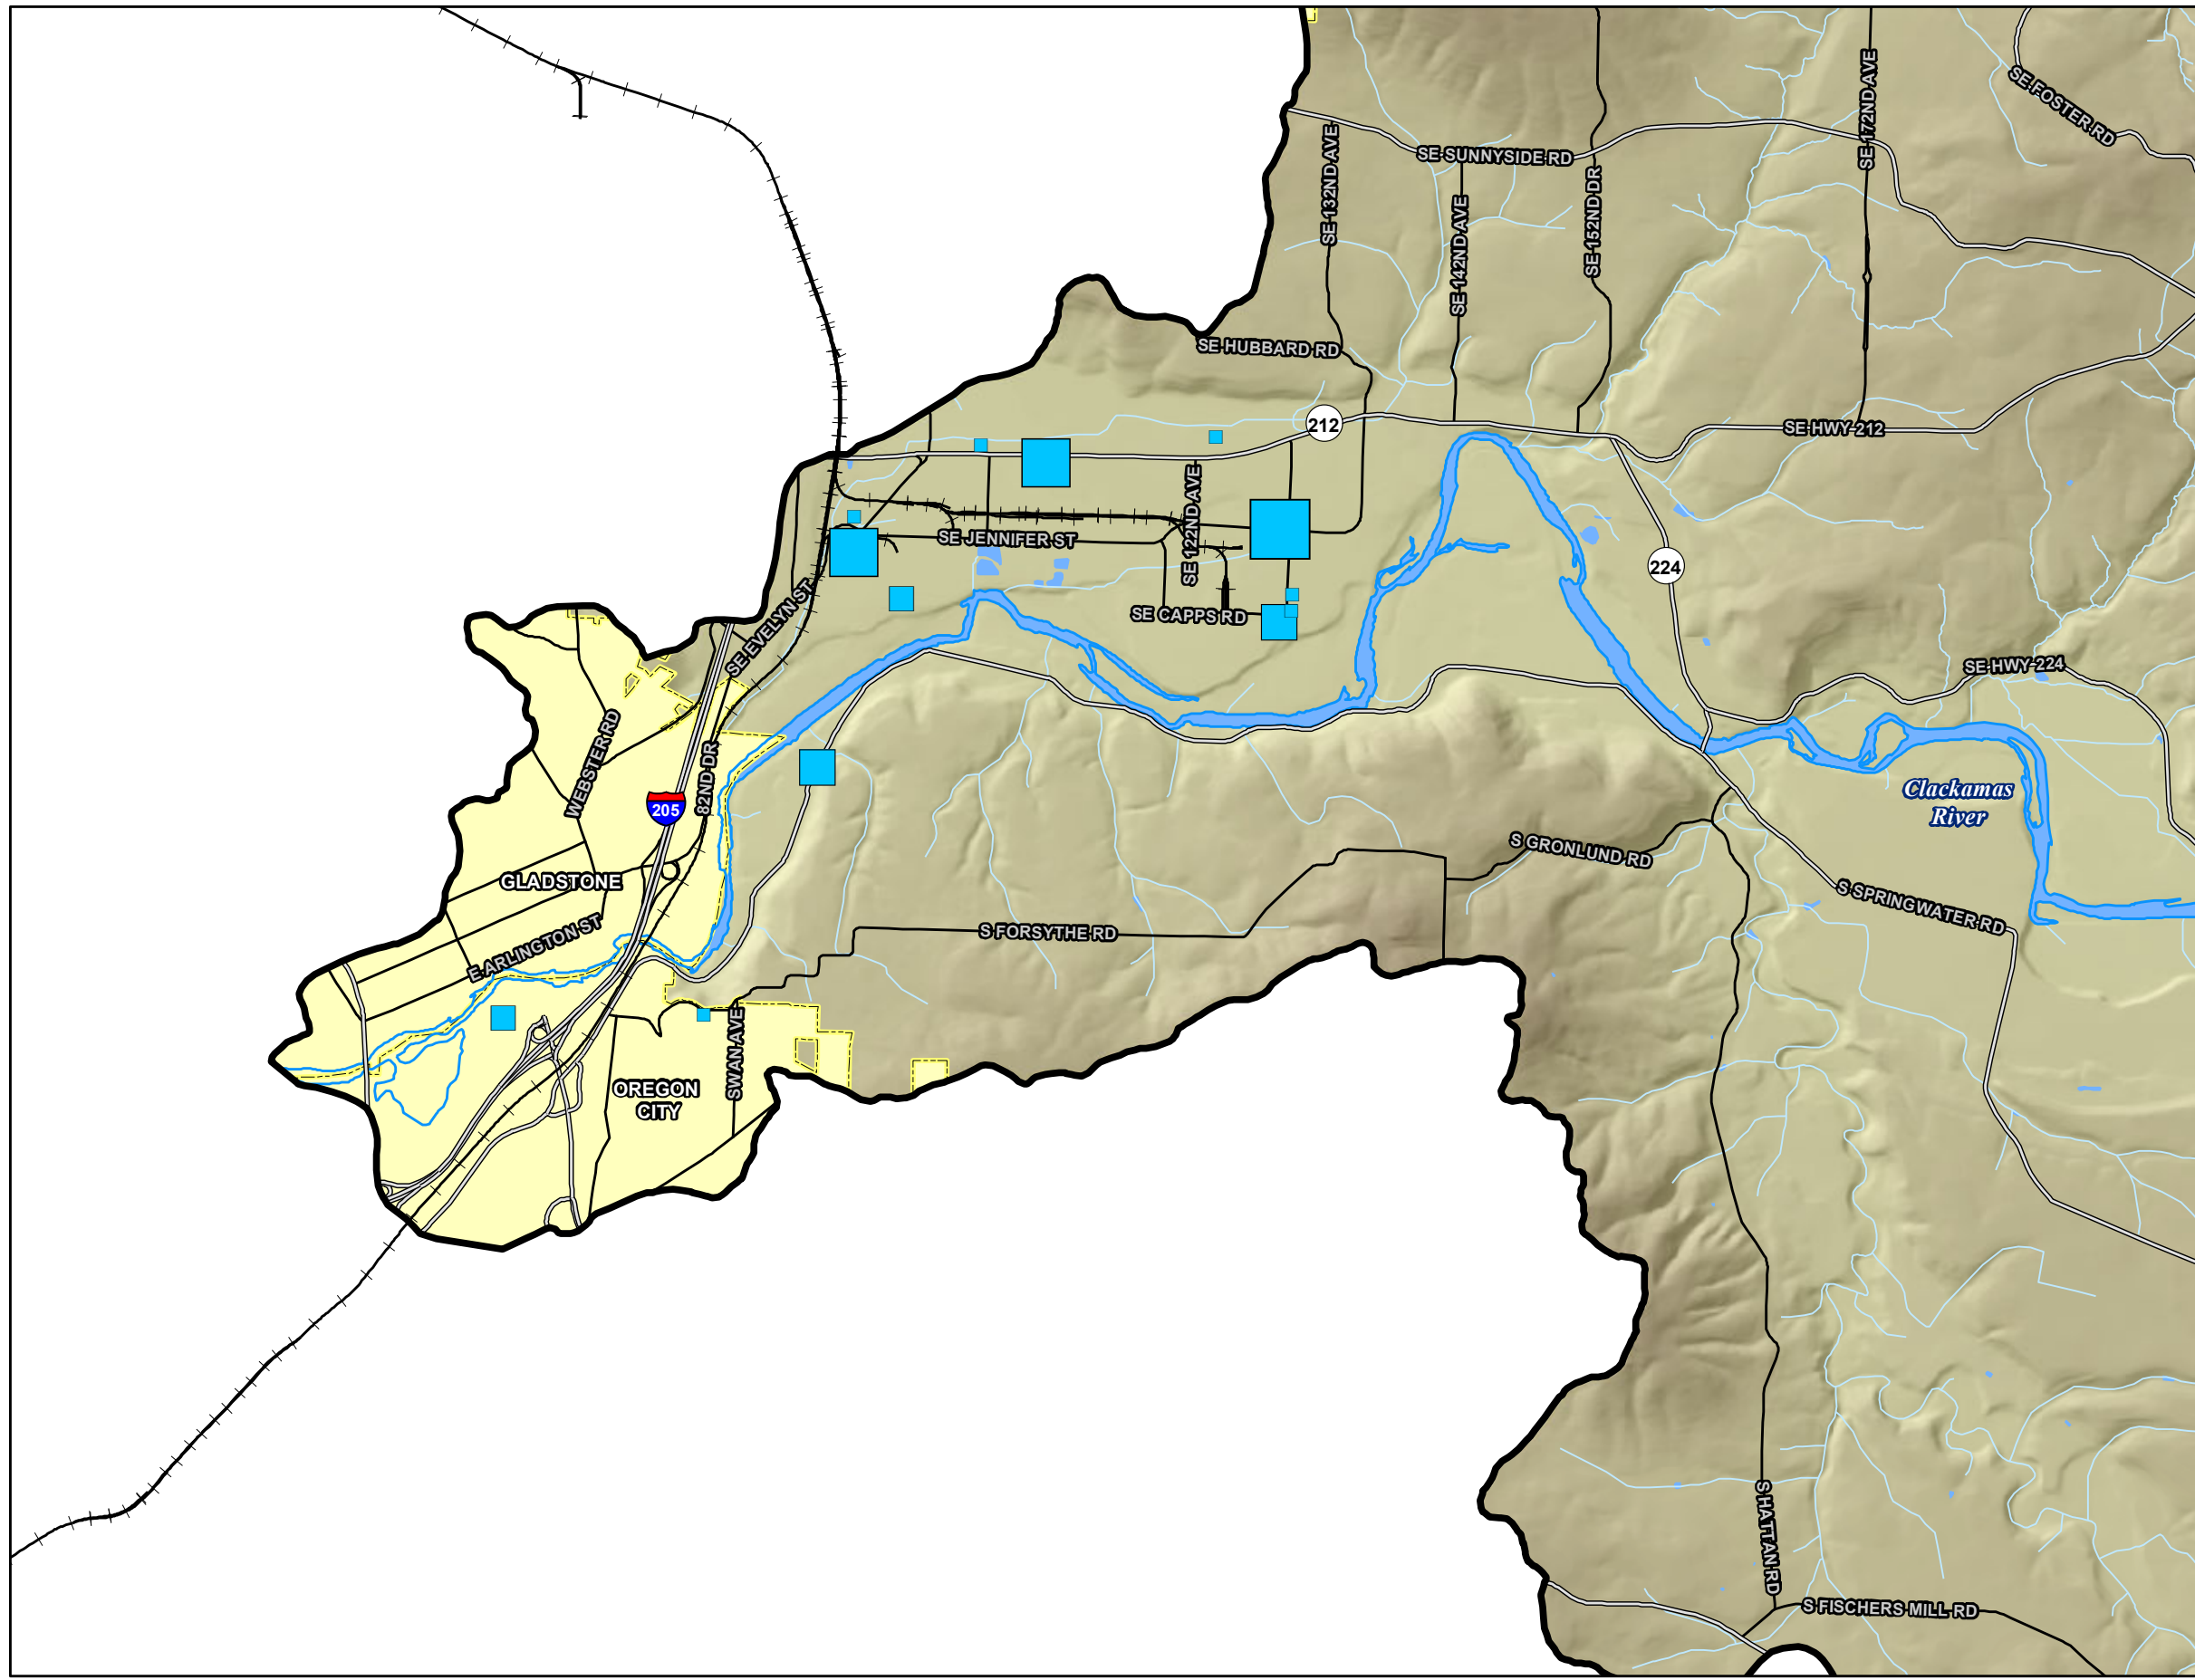 SE 172ND AVE
SE FOSTER RD
SE SUNNYSIDE RD
SE 132ND AVE
SE 142ND AVE
SE 152ND DR
SE HUBBARD RD
212
SE HWY 212
SE 122ND AVE
SE JENNIFER ST
224
SE CAPPS RD
SE EVELYN ST
SE HWY 224
WEBSTER RD
82ND DR
205
Clackamas
River
S GRONLUND RD
GLADSTONE
S SPRINGWATER RD
E ARLINGTON ST
S FORSYTHE RD
SWAN AVE
OREGON
CITY
S HATTAN RD
S FISCHERS MILL RD